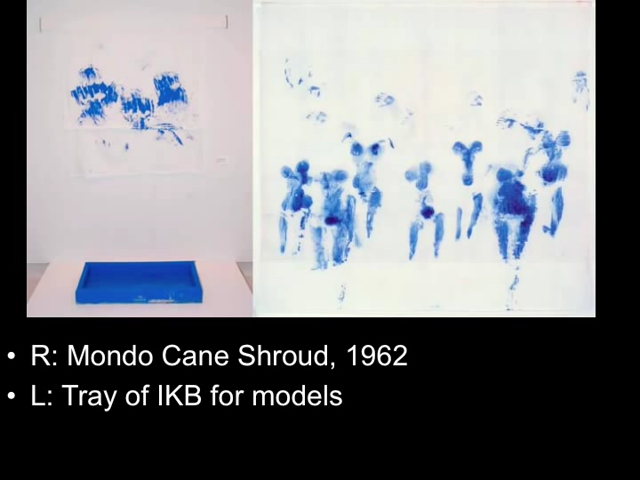 • R: Mondo Cane Shroud, 1962
• L: Tray of IKB for models